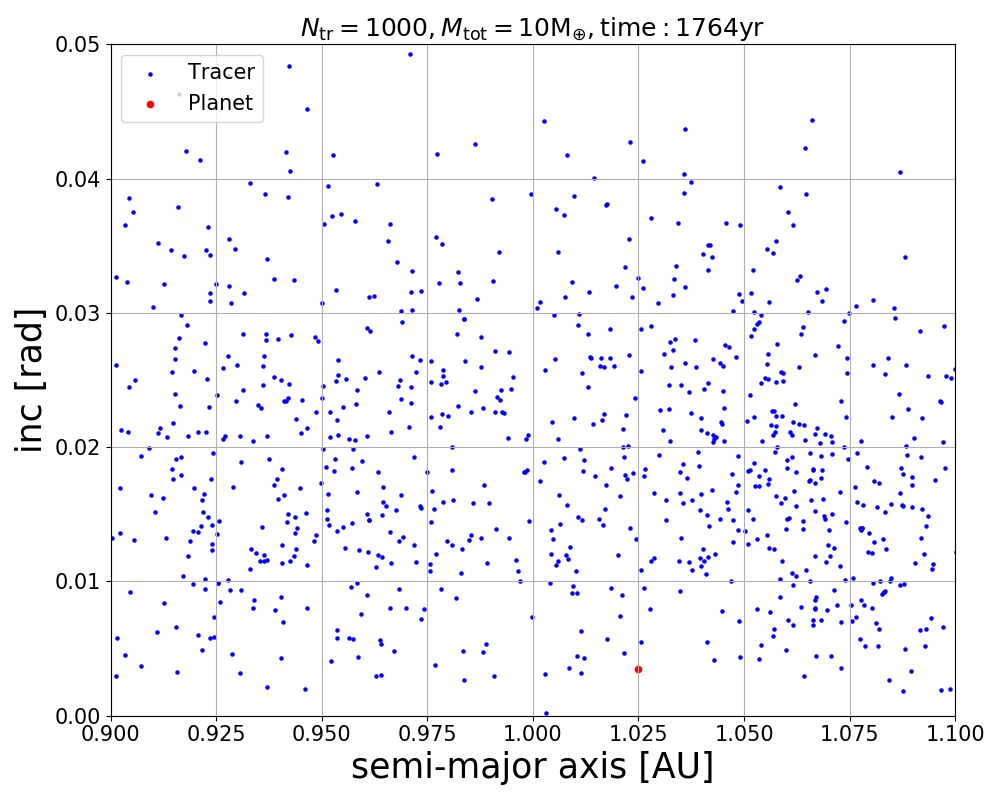 N_tr = 1000, M_tot = 10M_⊕, time : 1764yr
Tracer
Planet
0.05
0.04
0.03
0.02
0.01
0.00
inc [rad]
0.900 0.925 0.950 0.975 1.000 1.025 1.050 1.075 1.100
semi-major axis [AU]